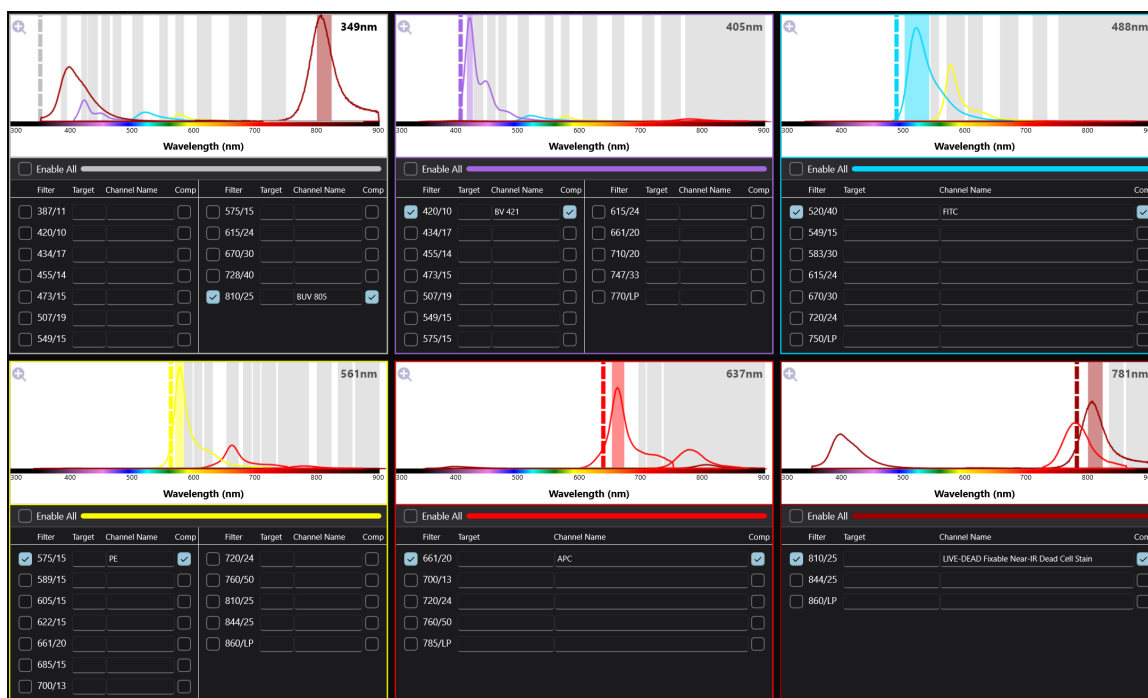 349nm
300 400 500 600 700 800 900
Wavelength (nm)
Enable All
Filter Target Channel Name Comp Filter Target Channel Name Comp
387/11 575/15
420/10 615/24
434/17 670/30
455/14 728/40
473/15 810/25 BUV 805
507/19
549/15
405nm
300 400 500 600 700 800 900
Wavelength (nm)
Enable All
Filter Target Channel Name Comp Filter Target Channel Name Comp
420/10 BV 421 615/24
434/17 661/20
455/14 710/20
473/15 747/33
507/19 770/LP
549/15
575/15
488nm
300 400 500 600 700 800 900
Wavelength (nm)
Enable All
Filter Target Channel Name Comp
520/40 FITC
549/15
583/30
615/24
670/30
720/24
750/LP
561nm
300 400 500 600 700 800 900
Wavelength (nm)
Enable All
Filter Target Channel Name Comp Filter Target Channel Name Comp
575/15 PE 720/24
589/15 760/50
605/15 810/25
622/15 844/25
661/20 860/LP
685/15
700/13
637nm
300 400 500 600 700 800 900
Wavelength (nm)
Enable All
Filter Target Channel Name Comp
661/20 APC
700/13
720/24
760/50
785/LP
781nm
300 400 500 600 700 800 900
Wavelength (nm)
Enable All
Filter Target Channel Name Comp
810/25 LIVE-DEAD Fixable Near-IR Dead Cell Stain
844/25
860/LP